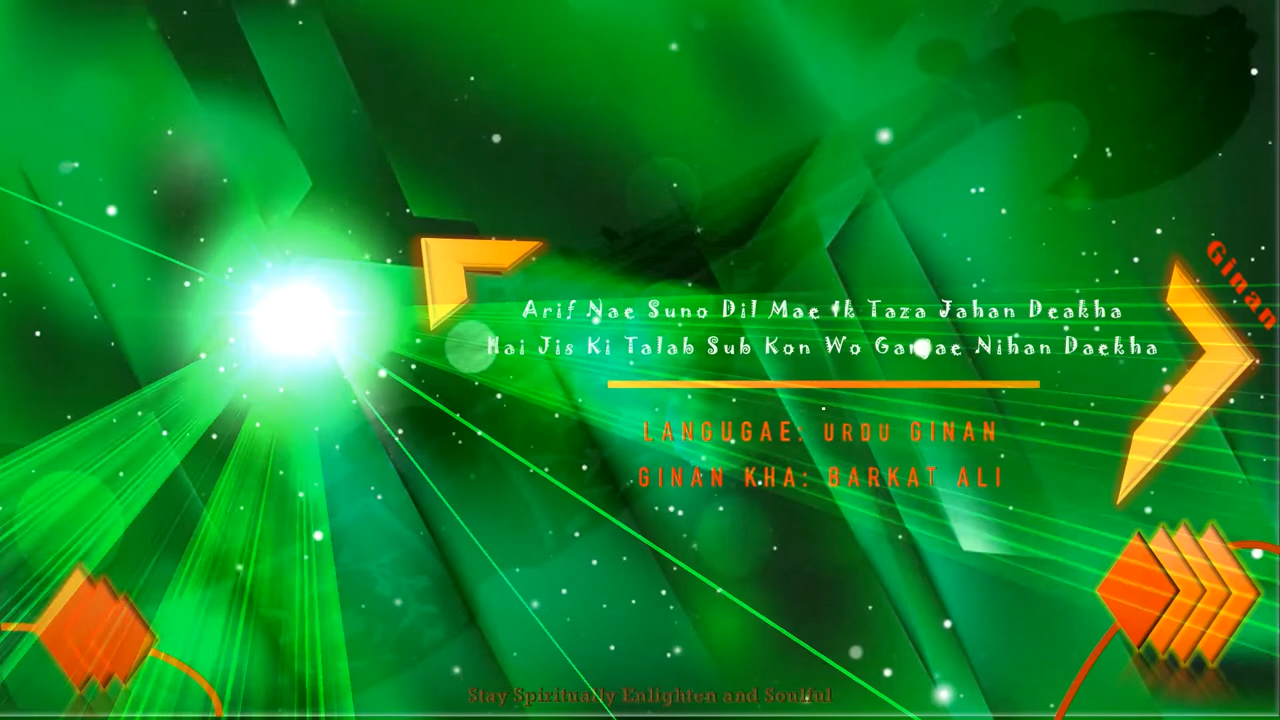 Arif Nae Suno Dil Mae Ik Taza Jahan Deakha
Hai Jis Ki Talab Sub Kon Wo Gangae Nihan Daekha
LANGUGAE: URDU GINAN
GINAN KHA: BARKAT ALI
Ginan
Stay Spiritually Enlighten and Soulful